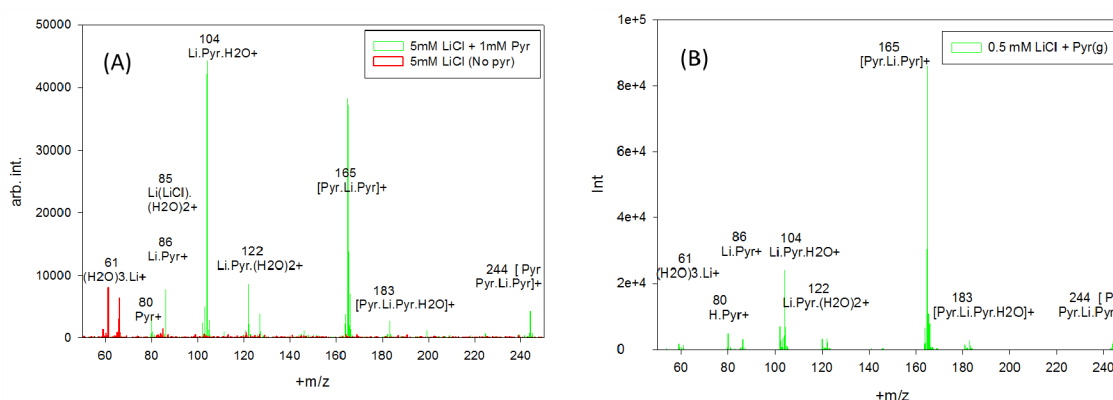 (A)
50000
40000
30000
20000
10000
0
arb. int.
104
Li.Pyr.H2O+
5mM LiCl + 1mM Pyr
5mM LiCl (No pyr)
85
Li(LiCl).
(H2O)2+
86
Li.Pyr+
61
(H2O)3.Li+
80
Pyr+
122
Li.Pyr.(H2O)2+
165
[Pyr.Li.Pyr]+
183
[Pyr.Li.Pyr.H2O]+
244 [ Pyr
Pyr.Li.Pyr]+
60 80 100 120 140 160 180 200 220 240
+m/z
(B)
1e+5
8e+4
6e+4
4e+4
2e+4
0
Int
165
[Pyr.Li.Pyr]+
0.5 mM LiCl + Pyr(g)
61
(H2O)3.Li+
86
Li.Pyr+
104
Li.Pyr.H2O+
80
H.Pyr+
122
Li.Pyr.(H2O)2+
183
[Pyr.Li.Pyr.H2O]+
244 [ P
Pyr.Li.Pyr
60 80 100 120 140 160 180 200 220 240
+m/z